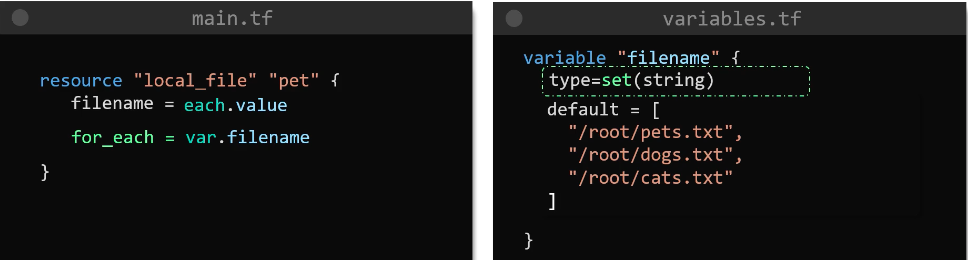 main.tf
resource "local_file" "pet" {
filename = each.value
for_each = var.filename
}
variables.tf
variable "filename" {
type=set(string)
default = [
"/root/pets.txt",
"/root/dogs.txt",
"/root/cats.txt"
]
}